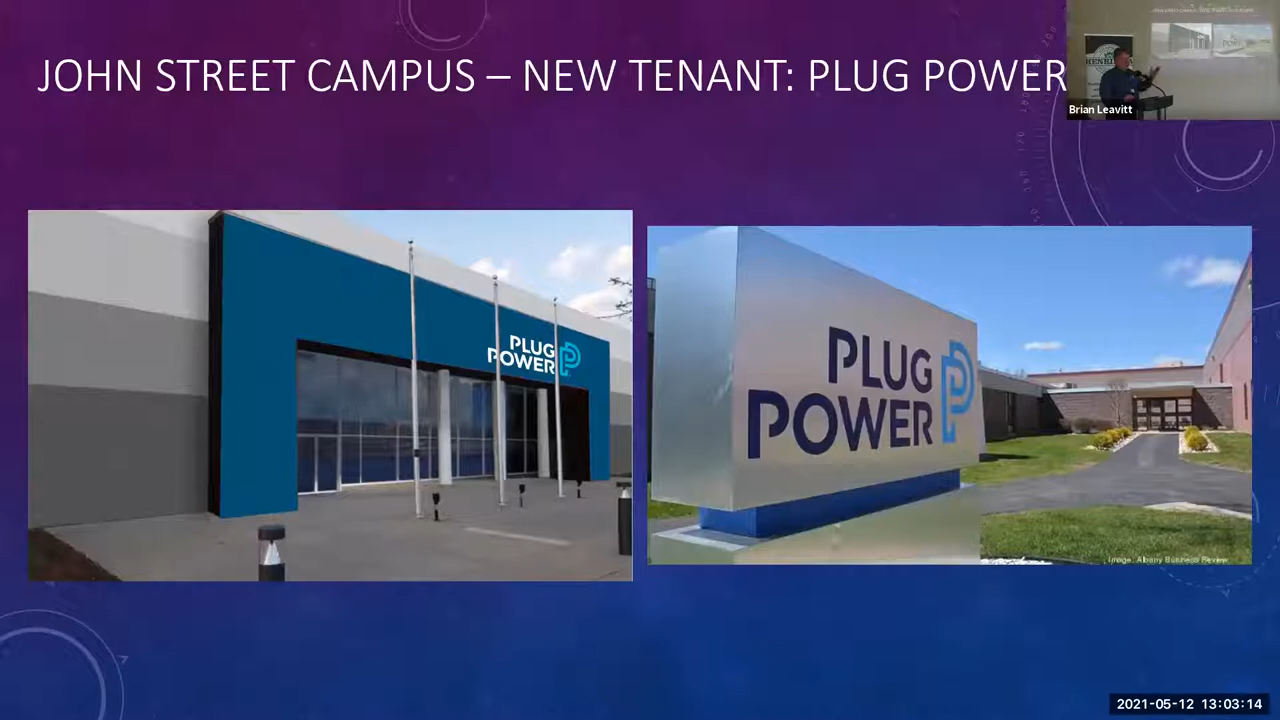 JOHN STREET CAMPUS – NEW TENANT: PLUG POWER
Brian Leavitt
PLUG
POWER
PLUG
POWER
Image: Albany Business Review
2021-05-12 13:03:14